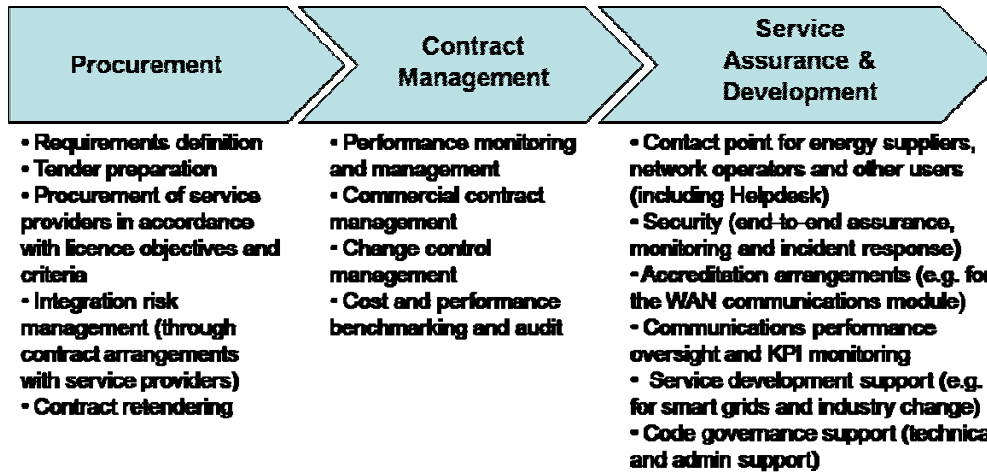 Procurement
• Requirements definition
• Tender preparation
• Procurement of service
providers in accordance
with licence objectives and
criteria
• Integration risk
management (through
contract arrangements
with service providers)
• Contract retendering
Contract
Management
• Performance monitoring
and management
• Commercial contract
management
• Change control
management
• Cost and performance
benchmarking and audit
Service
Assurance &
Development
• Contact point for energy suppliers,
network operators and other users
(including Helpdesk)
• Security (end-to-end assurance,
monitoring and incident response)
• Accreditation arrangements (e.g. for
the WAN communications module)
• Communications performance
oversight and KPI monitoring
• Service development support (e.g.
for smart grids and industry change)
• Code governance support (technica
and admin support)